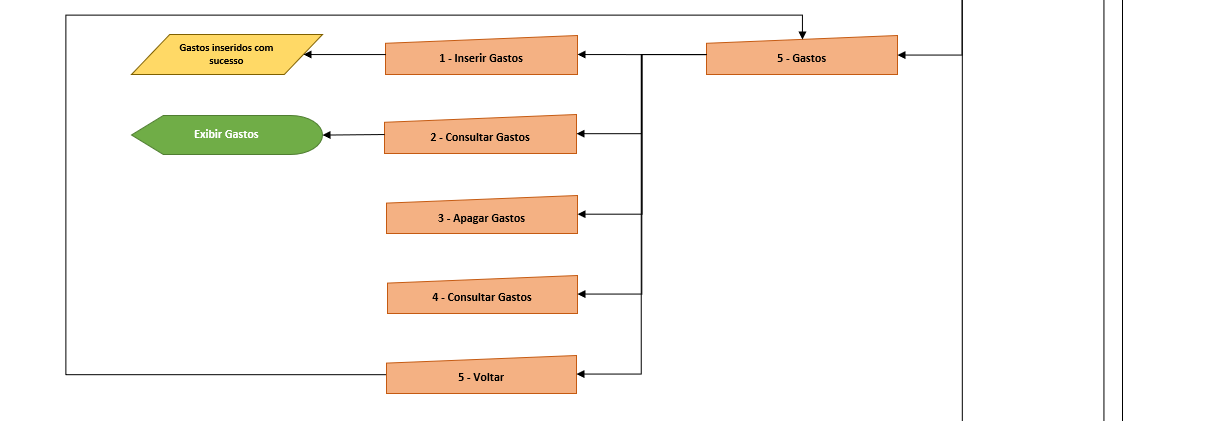 Gastos inseridos com
sucesso
1 - Inserir Gastos
5 - Gastos
Exibir Gastos
2 - Consultar Gastos
3 - Apagar Gastos
4 - Consultar Gastos
5 - Voltar